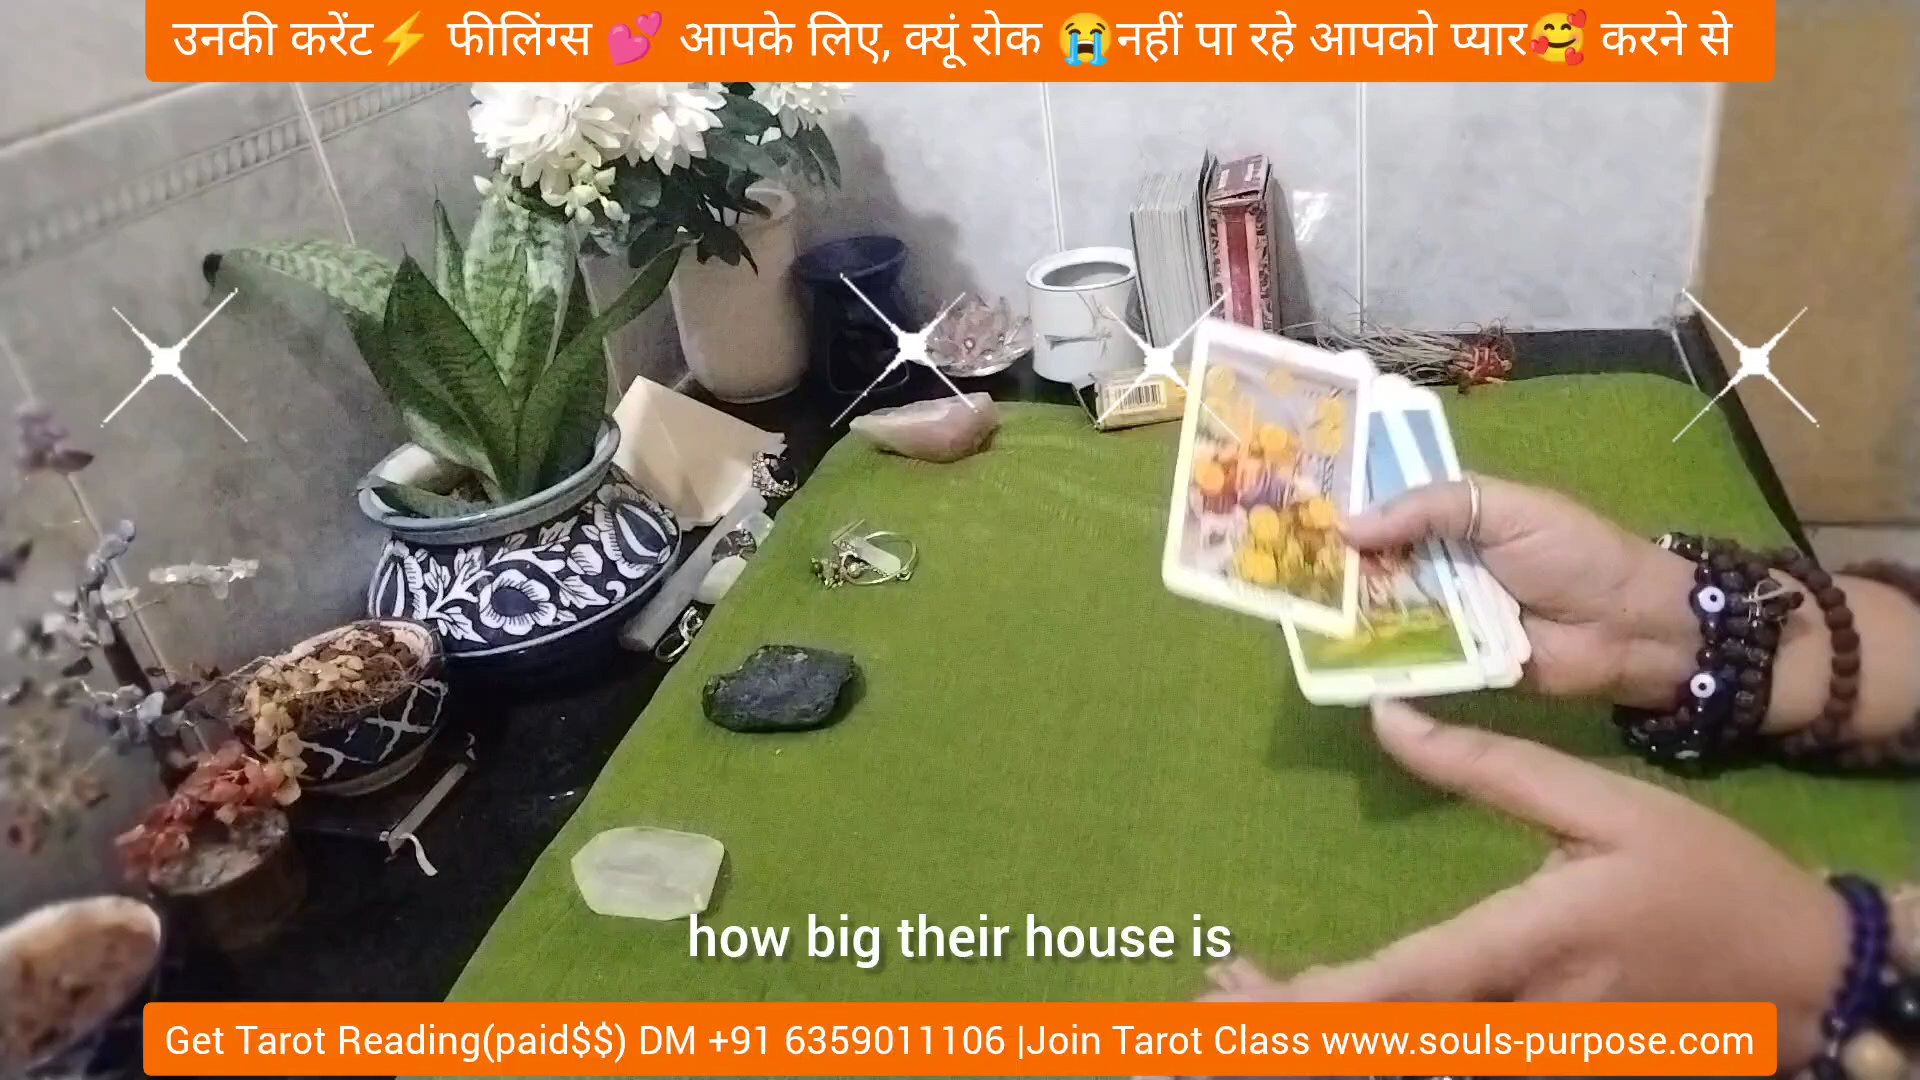 उनकी करेंट⚡ फीलिंग्स 💕 आपके लिए, क्यूं रोक 😭नहीं पा रहे आपको प्यार🥰 करने से
how big their house is
Get Tarot Reading(paid$$) DM +91 6359011106 |Join Tarot Class www.souls-purpose.com